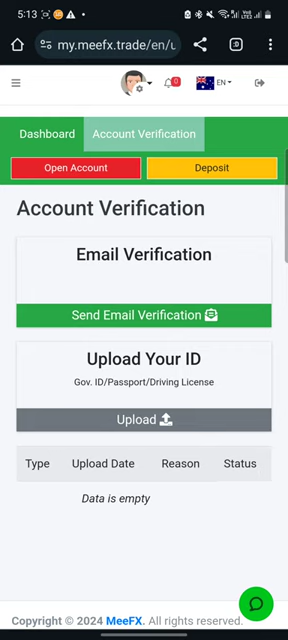 5:13
my.meefx.trade/en/u
0
EN
Dashboard Account Verification
Open Account Deposit
Account Verification
Email Verification
Send Email Verification
Upload Your ID
Gov. ID/Passport/Driving License
Upload
Type Upload Date Reason Status
Data is empty
Copyright © 2024 MeeFX. All rights reserved.